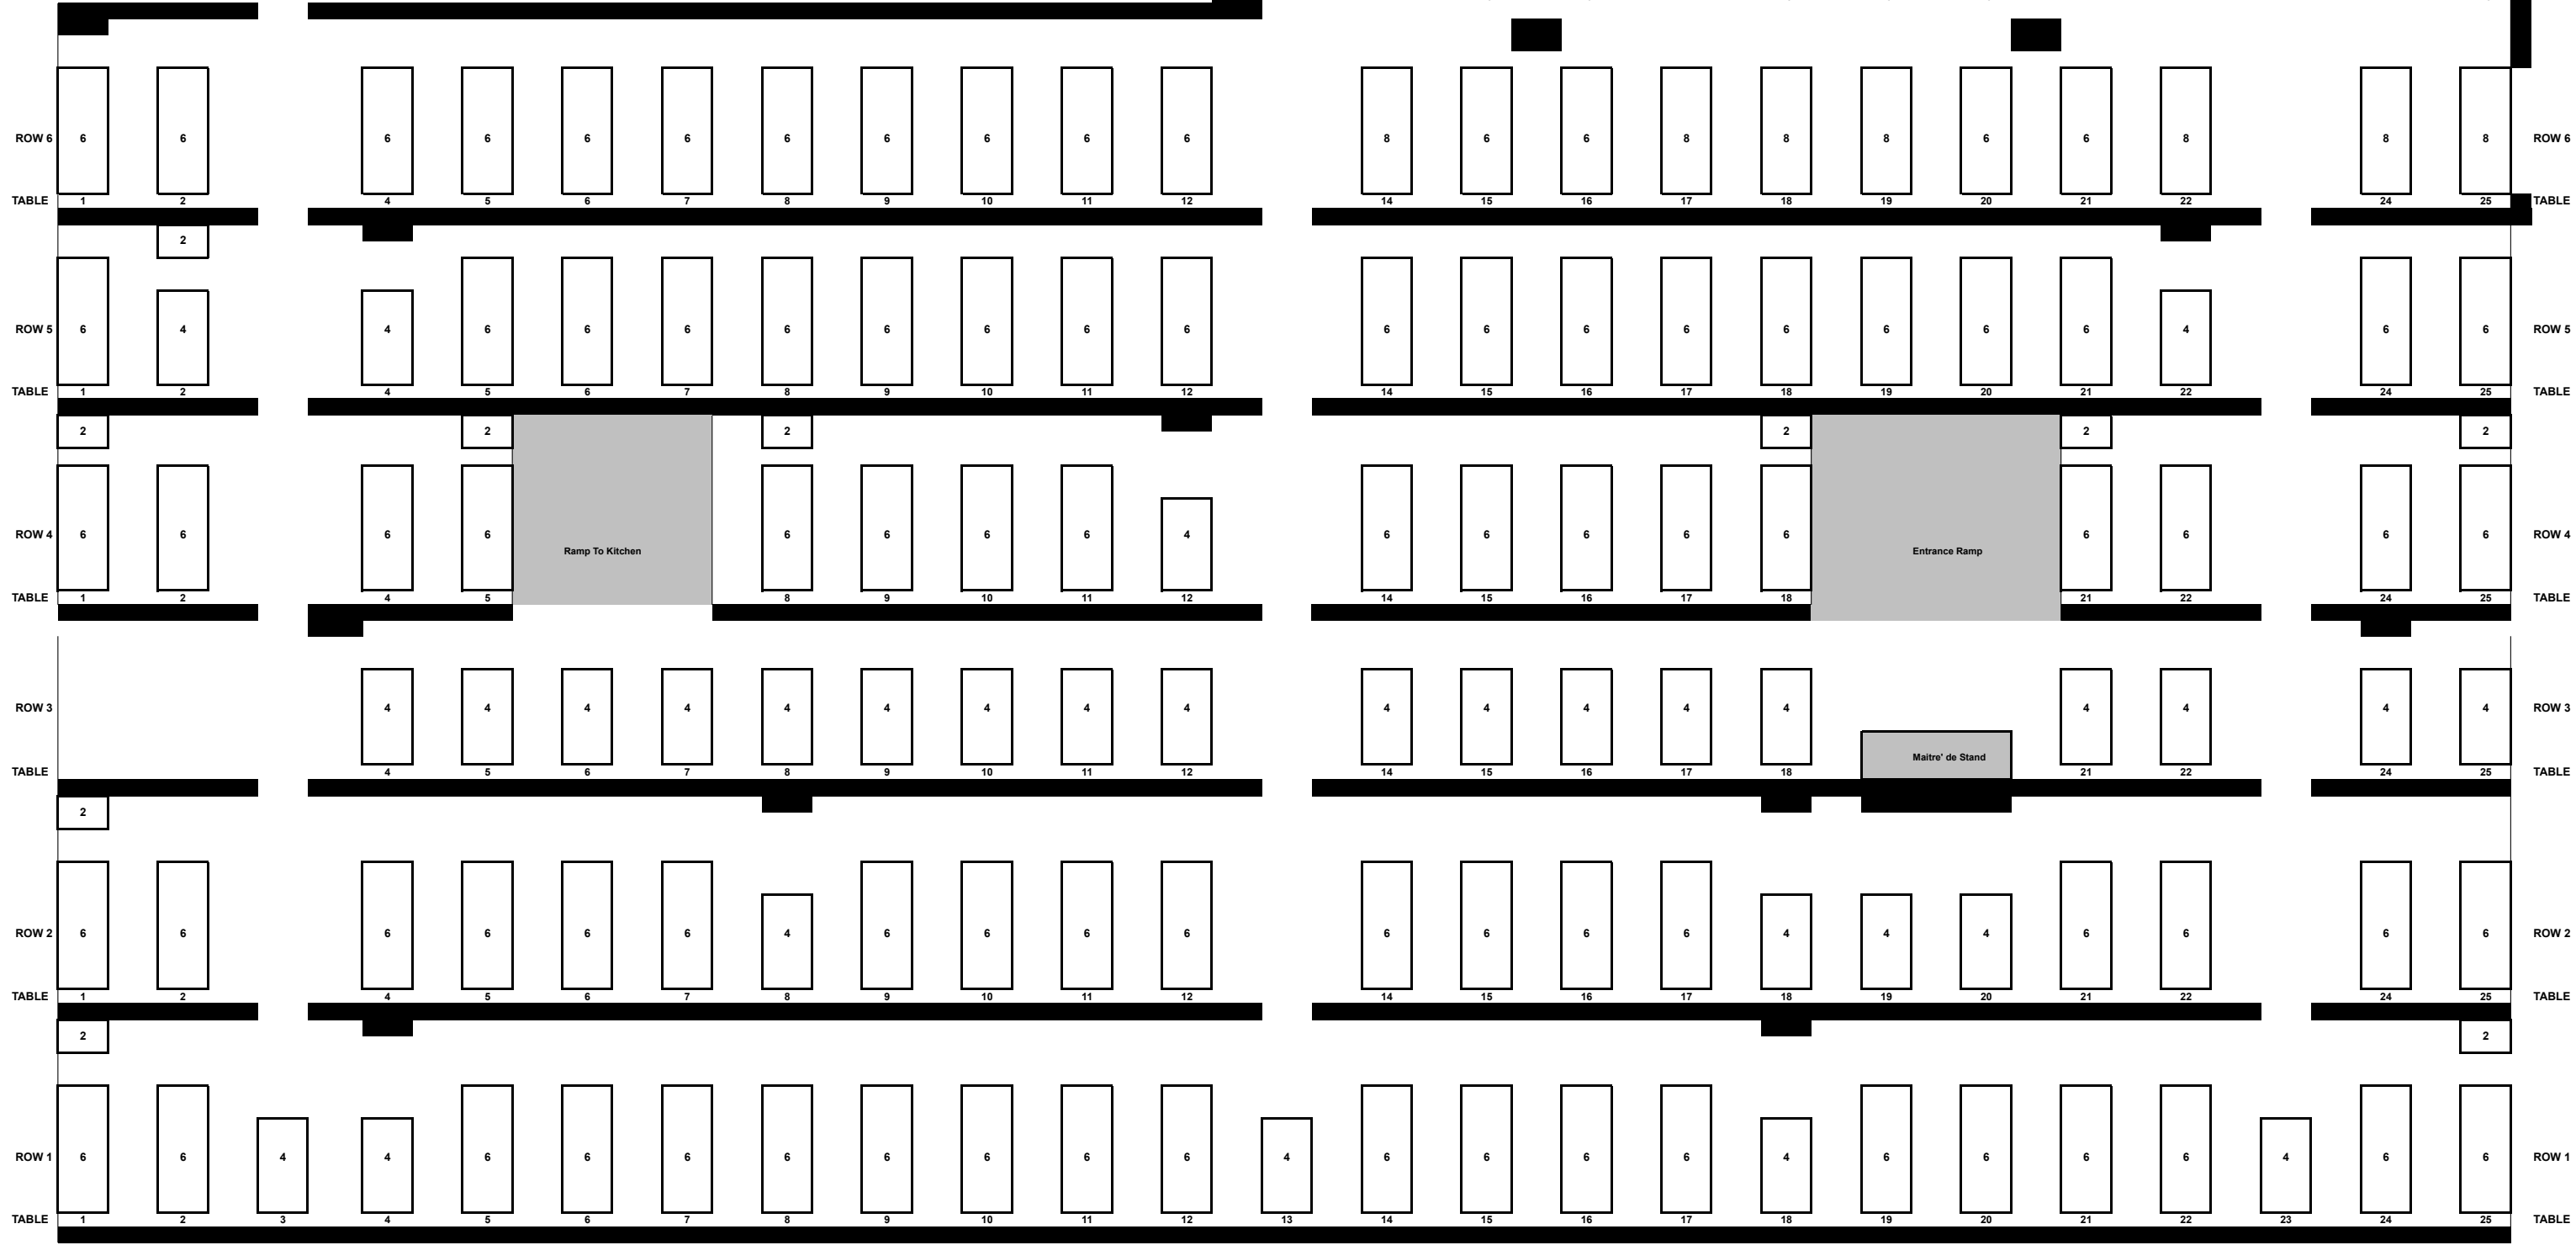 ROW 6 6 6 6 6 6 6 6 6 6 6 6 8 6 6 8 8 8 6 6 8 8 8 ROW 6
TABLE 1 2 4 5 6 7 8 9 10 11 12 14 15 16 17 18 19 20 21 22 24 25 TABLE
2
ROW 5 6 4 4 6 6 6 6 6 6 6 6 6 6 6 6 6 6 6 6 4 6 6 ROW 5
TABLE 1 2 4 5 6 7 8 9 10 11 12 14 15 16 17 18 19 20 21 22 24 25 TABLE
2 2 2 2 2 2
ROW 4 6 6 6 6 6 6 6 6 4 6 6 6 6 6 6 6 6 6 ROW 4
Ramp To Kitchen Entrance Ramp
TABLE 1 2 4 5 8 9 10 11 12 14 15 16 17 18 21 22 24 25 TABLE
ROW 3 4 4 4 4 4 4 4 4 4 4 4 4 4 4 4 4 4 4 ROW 3
Maitre' de Stand
TABLE 4 5 6 7 8 9 10 11 12 14 15 16 17 18 21 22 24 25 TABLE
2
ROW 2 6 6 6 6 6 6 4 6 6 6 6 6 6 6 6 4 4 4 6 6 6 6 ROW 2
TABLE 1 2 4 5 6 7 8 9 10 11 12 14 15 16 17 18 19 20 21 22 24 25 TABLE
2 2
ROW 1 6 6 4 4 6 6 6 6 6 6 6 6 4 6 6 6 6 4 6 6 6 6 4 6 6 ROW 1
TABLE 1 2 3 4 5 6 7 8 9 10 11 12 13 14 15 16 17 18 19 20 21 22 23 24 25 TABLE